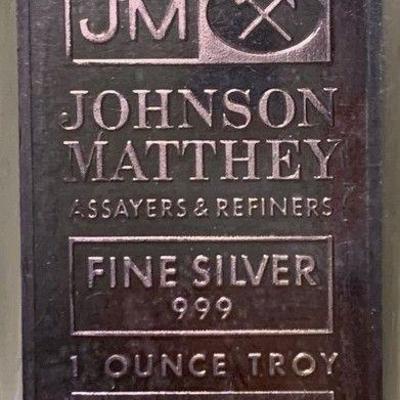 JM
JOHNSON
MATTHEY
ASSAYERS & REFINERS
FINE SILVER
999
1 OUNCE TROY